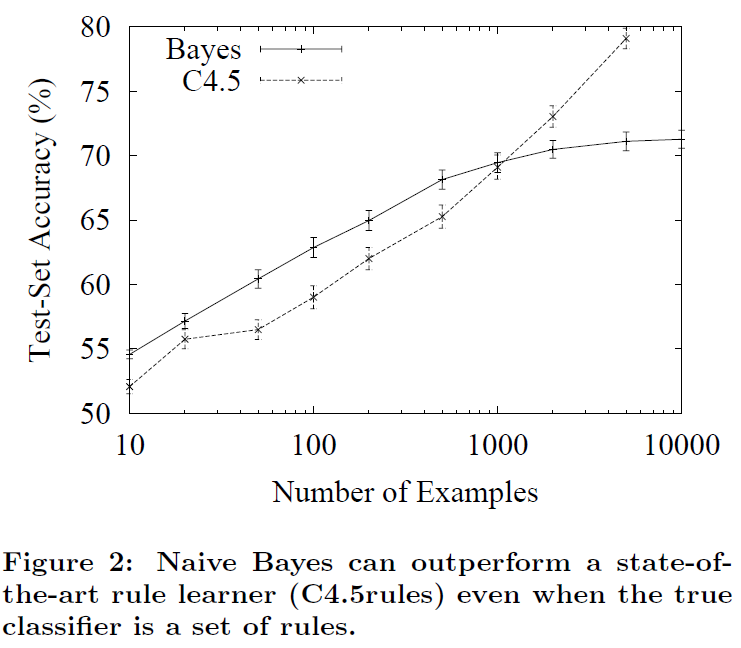 80
75
70
65
60
55
50
Test-Set Accuracy (%)
Bayes
C4.5
10
100
1000
10000
Number of Examples
Figure 2: Naive Bayes can outperform a state-of-
the-art rule learner (C4.5rules) even when the true
classifier is a set of rules.